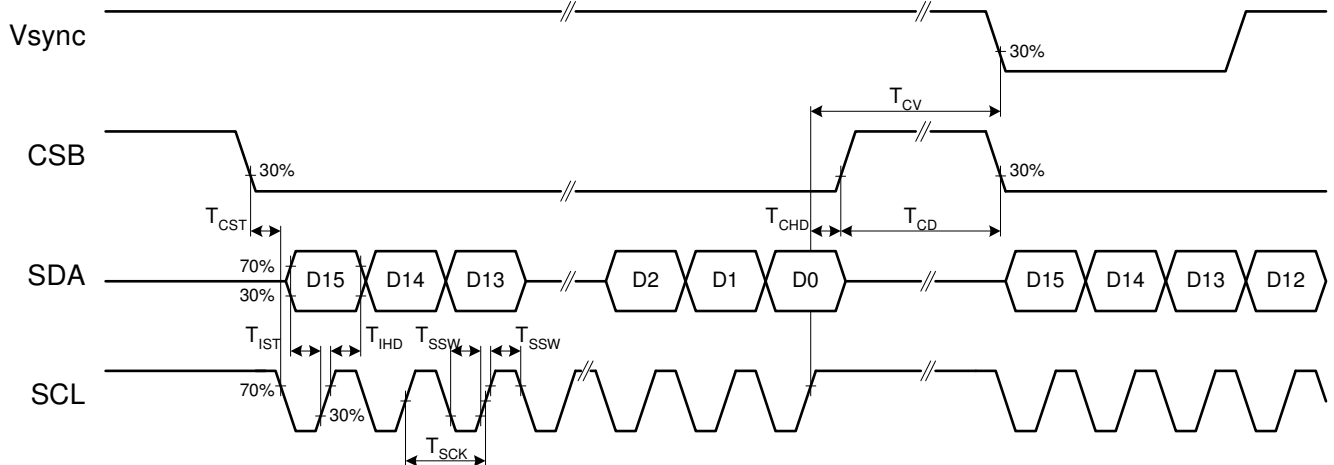 Vsync
30%
T_CV
CSB
30%
30%
T_CST
T_CHD
T_CD
SDA
70%
30%
D15
D14
D13
D2
D1
D0
D15
D14
D13
D12
T_IST
T_IHD
T_SSW
T_SSW
SCL
70%
30%
T_SCK